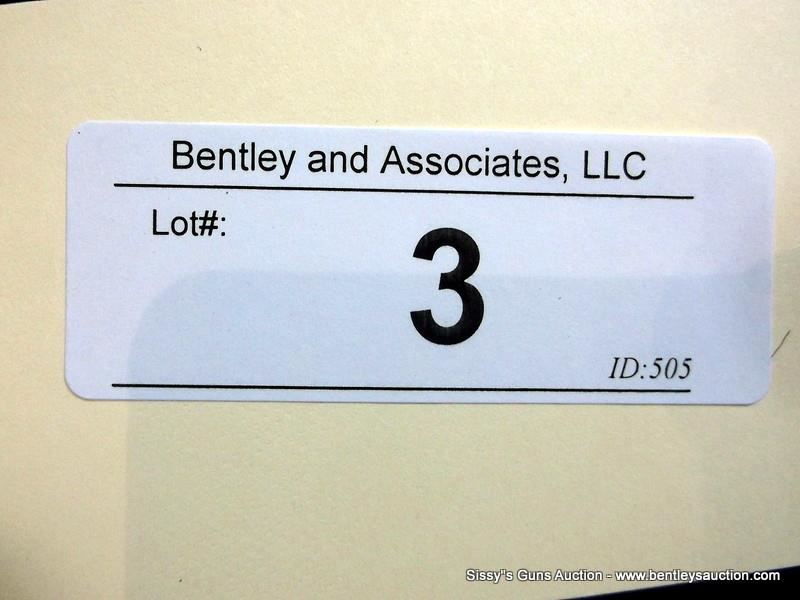 Bentley and Associates, LLC
Lot#:
3
ID:505
Sissy"s Guns Auction - www.bentleysauction.com